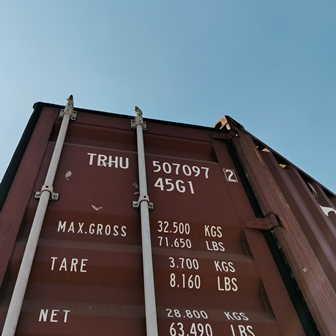 TRHU 507097 2
45G1
MAX.GROSS 32.500 KGS
71.650 LBS
TARE 3.700 KGS
8.160 LBS
NET 28.800 KGS
63.490 LBS